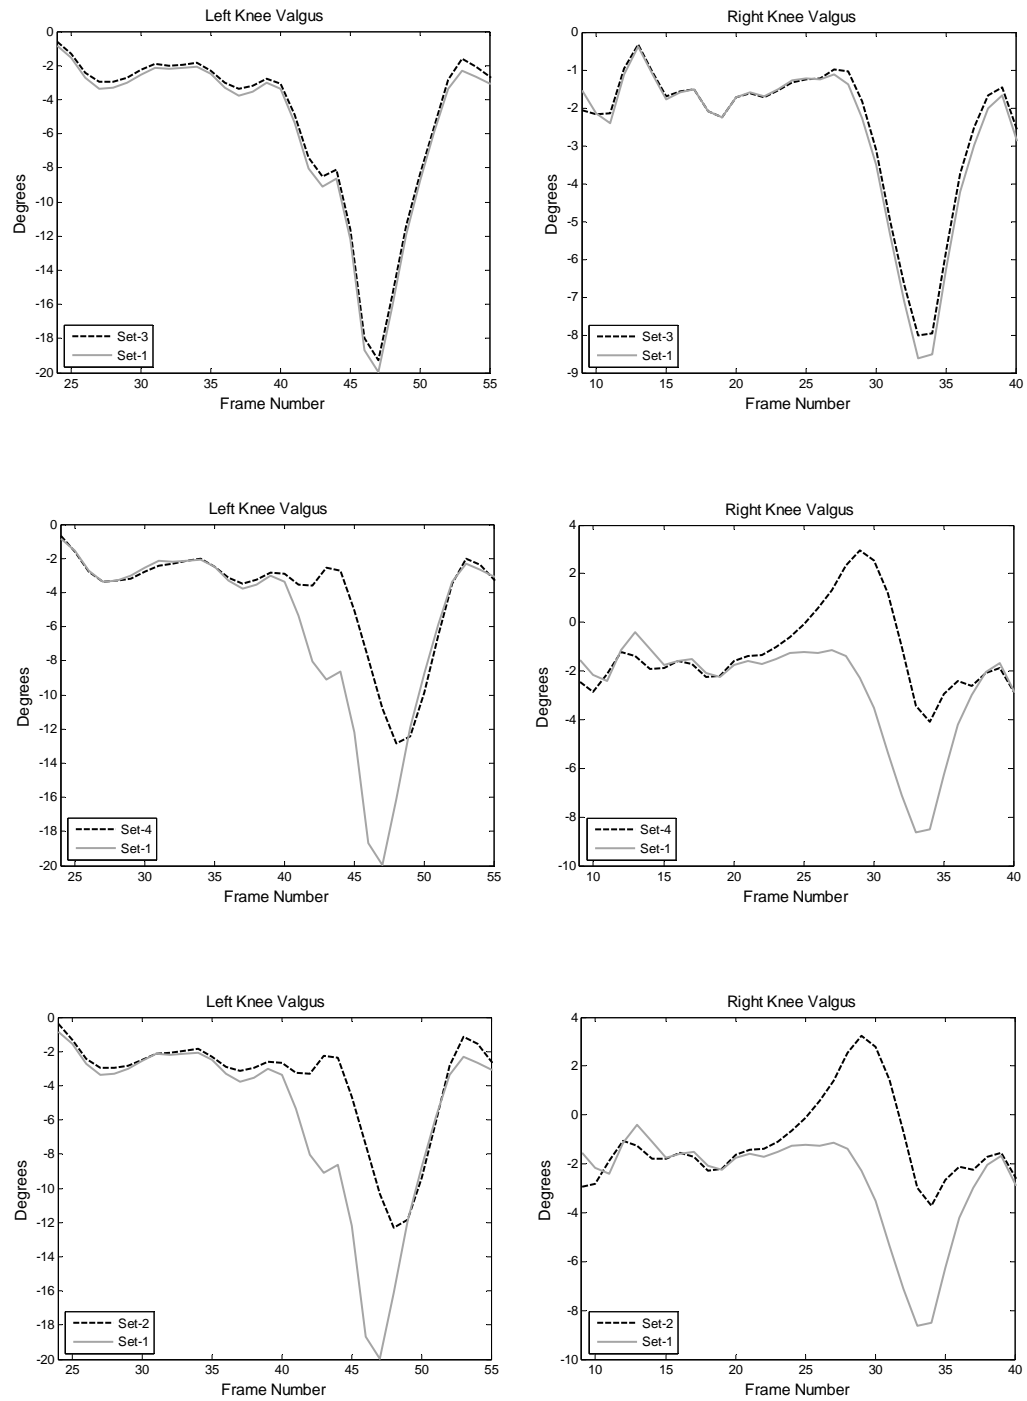 Left Knee Valgus
0
-2
-4
-6
-8
-10
-12
-14
-16
-18
-20
Degrees
Set-3
Set-1
25 30 35 40 45 50 55
Frame Number
Right Knee Valgus
0
-1
-2
-3
-4
-5
-6
-7
-8
-9
Degrees
Set-3
Set-1
10 15 20 25 30 35 40
Frame Number
Left Knee Valgus
0
-2
-4
-6
-8
-10
-12
-14
-16
-18
-20
Degrees
Set-4
Set-1
25 30 35 40 45 50 55
Frame Number
Right Knee Valgus
4
2
0
-2
-4
-6
-8
-10
Degrees
Set-4
Set-1
10 15 20 25 30 35 40
Frame Number
Left Knee Valgus
0
-2
-4
-6
-8
-10
-12
-14
-16
-18
-20
Degrees
Set-2
Set-1
25 30 35 40 45 50 55
Frame Number
Right Knee Valgus
4
2
0
-2
-4
-6
-8
-10
Degrees
Set-2
Set-1
10 15 20 25 30 35 40
Frame Number